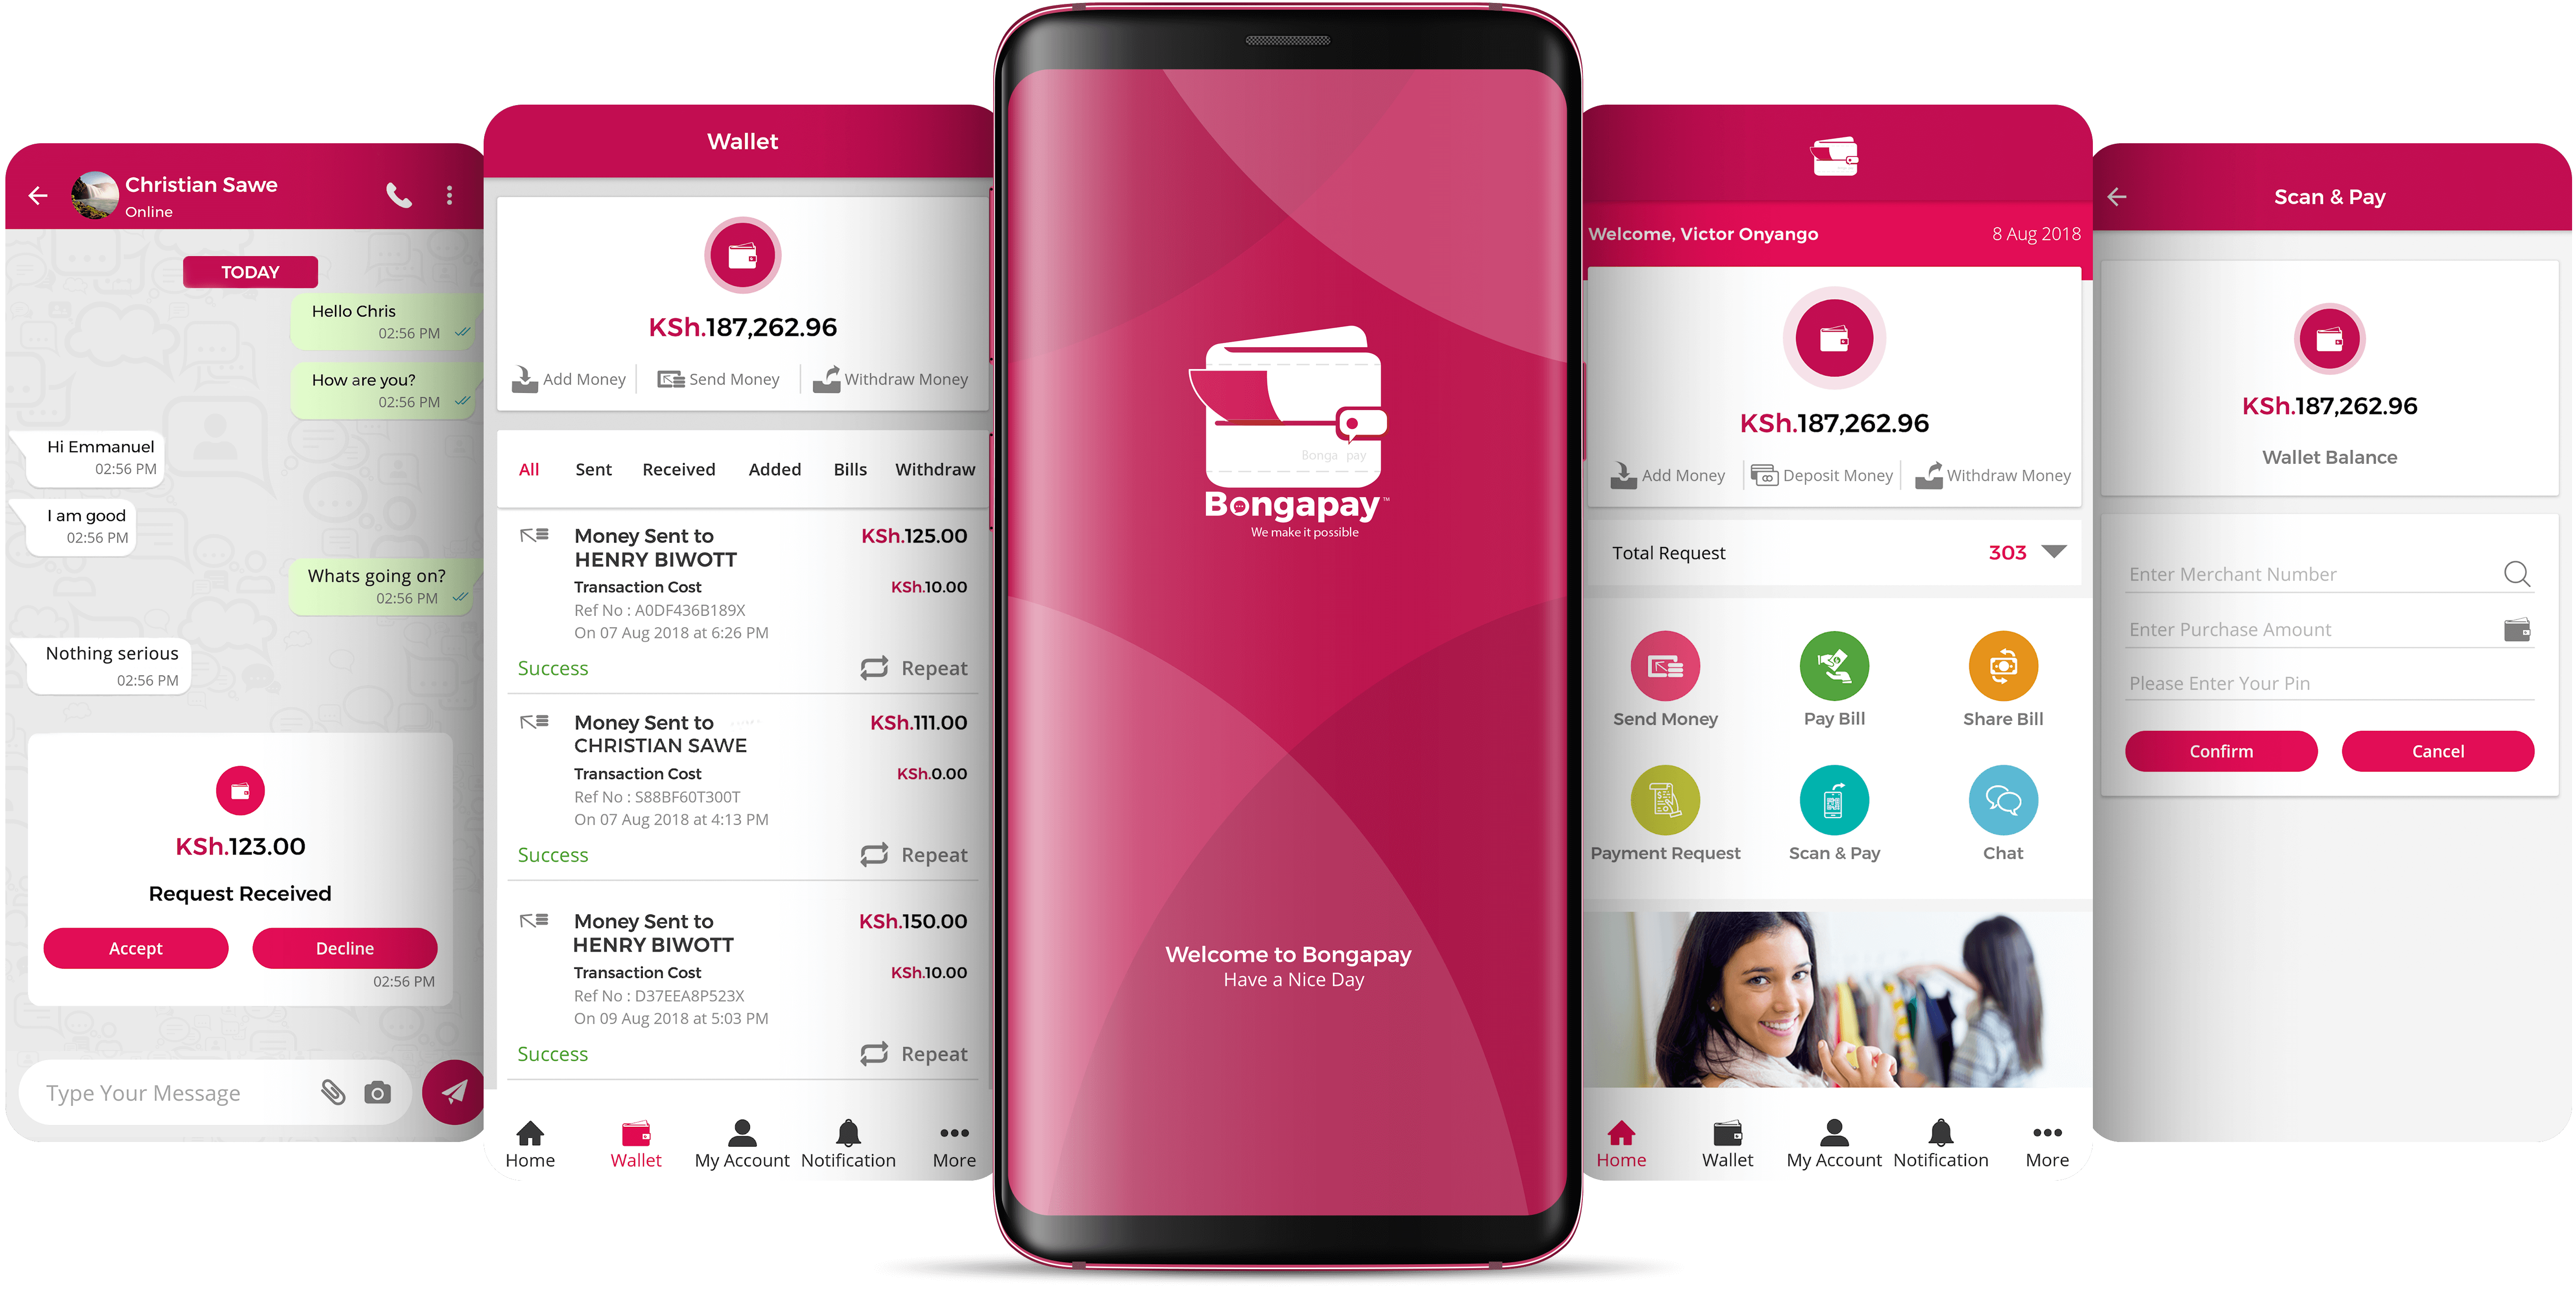 Christian Sawe
Online
TODAY
Hello Chris
02:56 PM
How are you?
02:56 PM
Hi Emmanuel
02:56 PM
I am good
02:56 PM
Whats going on?
02:56 PM
Nothing serious
02:56 PM
KSh.123.00
Request Received
Accept Decline
02:56 PM
Type Your Message
Wallet
KSh.187,262.96
Add Money Send Money Withdraw Money
All Sent Received Added Bills Withdraw
Money Sent to KSh.125.00
HENRY BIWOTT
Transaction Cost KSh.10.00
Ref No : A0DF436B189X
On 07 Aug 2018 at 6:26 PM
Success Repeat
Money Sent to KSh.111.00
CHRISTIAN SAWE
Transaction Cost KSh.0.00
Ref No : S88BF60T300T
On 07 Aug 2018 at 4:13 PM
Success Repeat
Money Sent to KSh.150.00
HENRY BIWOTT
Transaction Cost KSh.10.00
Ref No : D37EEA8P523X
On 09 Aug 2018 at 5:03 PM
Success Repeat
Home Wallet My Account Notification More
Bonga pay
Bongapay™
We make it possible
Welcome to Bongapay
Have a Nice Day
Welcome, Victor Onyango 8 Aug 2018
KSh.187,262.96
Add Money Deposit Money Withdraw Money
Total Request 303
Send Money Pay Bill Share Bill
Payment Request Scan & Pay Chat
Home Wallet My Account Notification More
Scan & Pay
KSh.187,262.96
Wallet Balance
Enter Merchant Number
Enter Purchase Amount
Please Enter Your Pin
Confirm Cancel